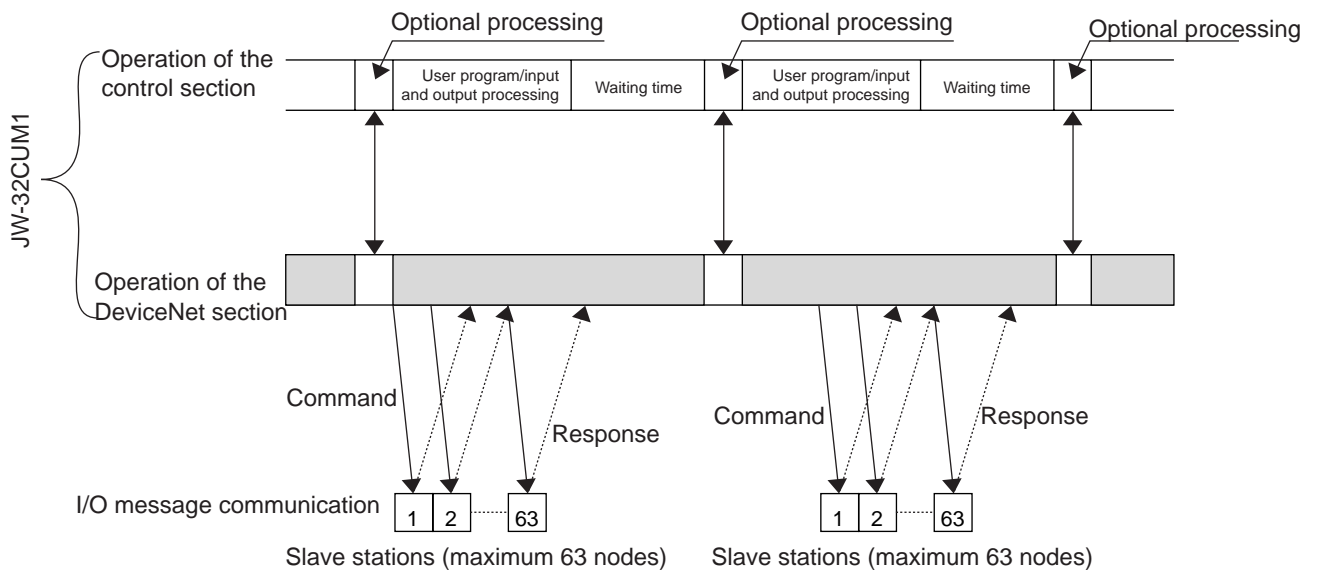 Optional processing
Optional processing
Optional processing
Operation of the
control section
User program/input
and output processing
Waiting time
User program/input
and output processing
Waiting time
JW-32CUM1
Operation of the
DeviceNet section
Command
Response
Command
Response
I/O message communication
1 2 63
1 2 63
Slave stations (maximum 63 nodes)
Slave stations (maximum 63 nodes)